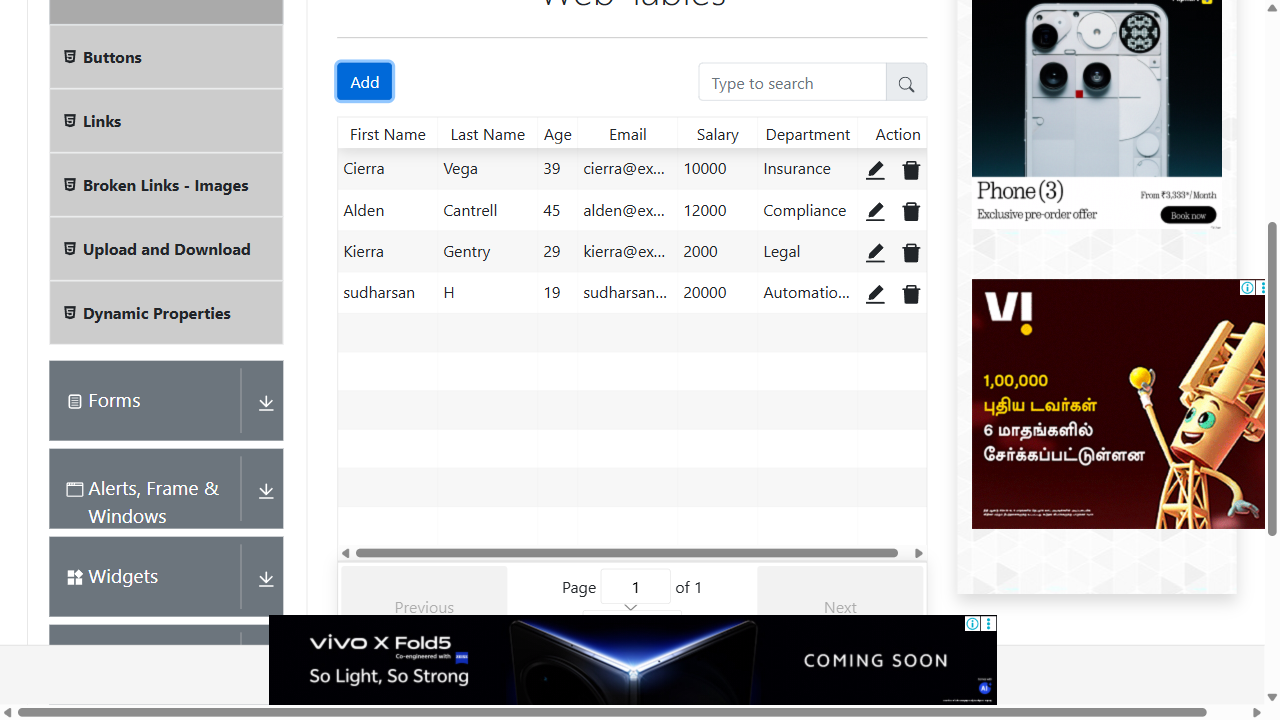 Web Tables
Buttons
Links
Broken Links - Images
Upload and Download
Dynamic Properties
Forms
Alerts, Frame &
Windows
Widgets
Add
Type to search
First Name Last Name Age Email Salary Department Action
Cierra Vega 39 cierra@ex... 10000 Insurance
Alden Cantrell 45 alden@ex... 12000 Compliance
Kierra Gentry 29 kierra@ex... 2000 Legal
sudharsan H 19 sudharsan... 20000 Automatio...
Previous
Page 1 of 1
Next
Phone (3)
From ₹3,333*/Month
Exclusive pre-order offer
Book now
VI
1,00,000
புதிய டவர்கள்
6 மாதங்களில்
சேர்க்கப்பட்டுள்ளன
vivo X Fold5
Co-engineered with ZEISS
So Light, So Strong
COMING SOON